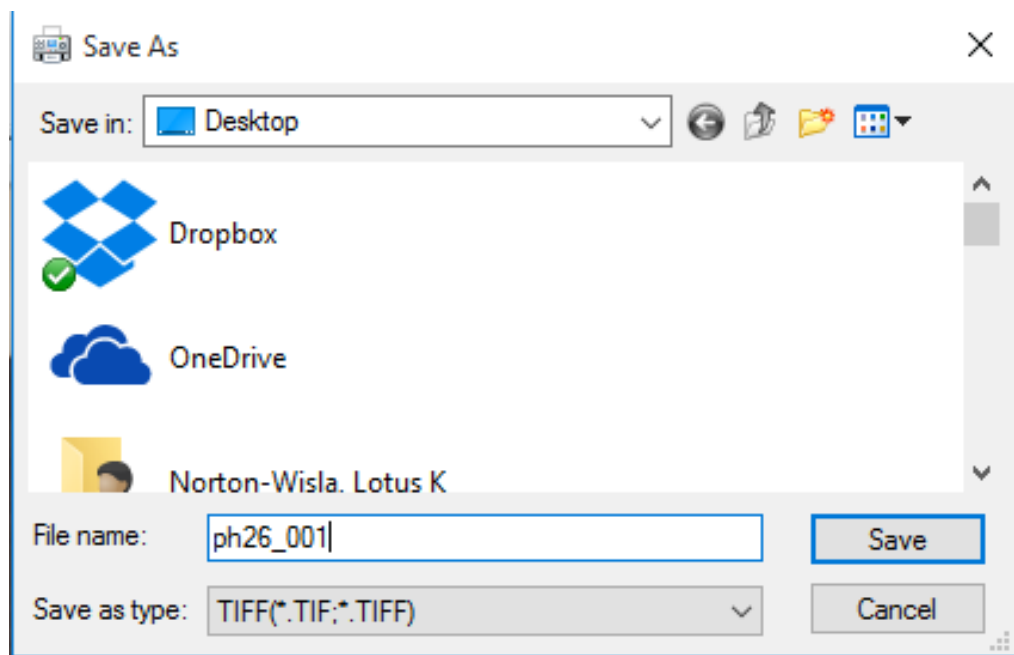 Save As
Save in: Desktop
Dropbox
OneDrive
Norton-Wisla, Lotus K
File name: ph26_001 Save
Save as type: TIFF(*.TIF;*.TIFF) Cancel